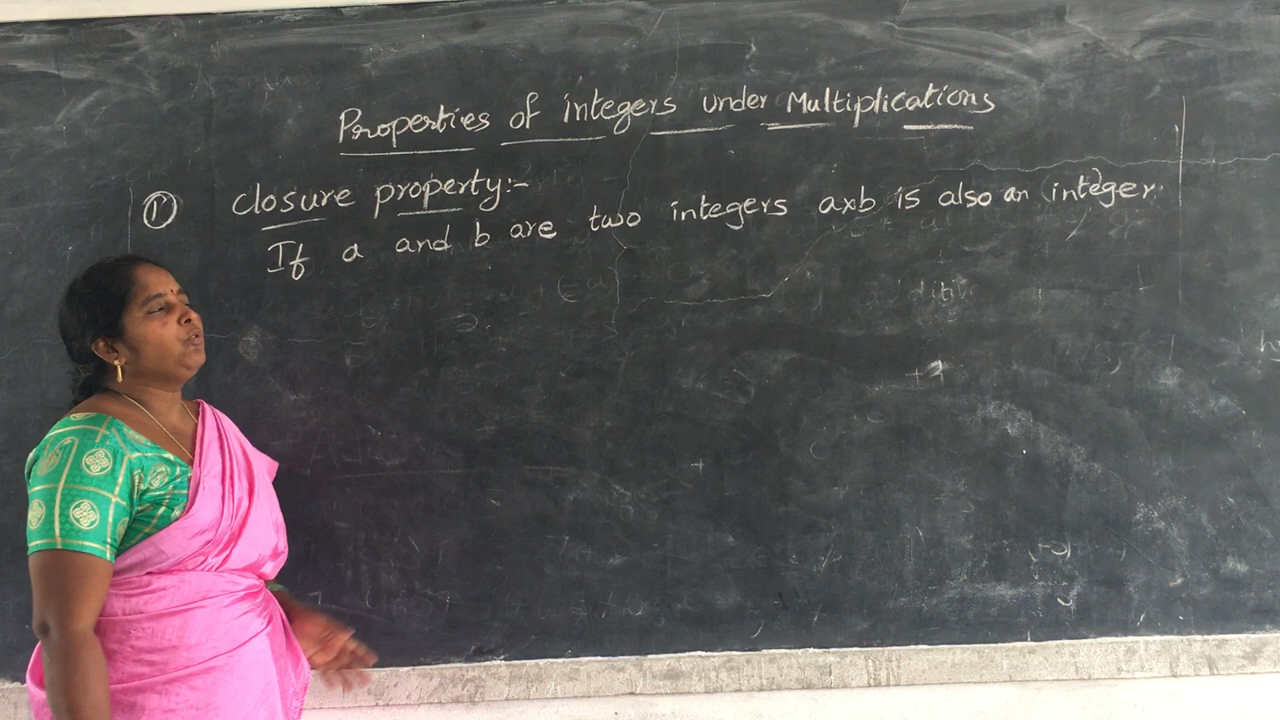 Properties of integers under Multiplications
① closure property:-
If a and b are two integers axb is also an integer.